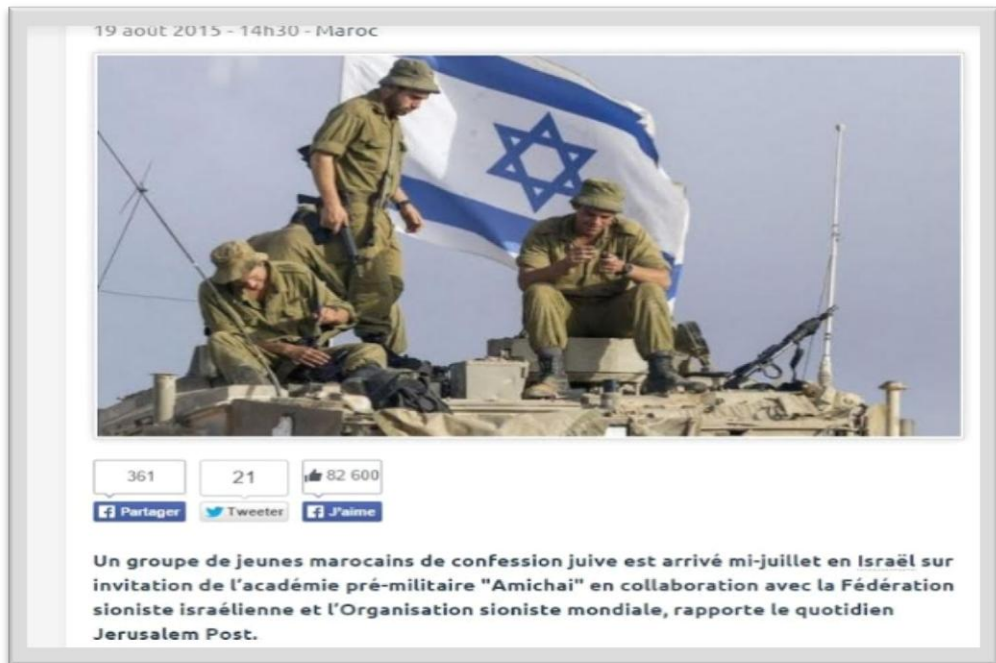 19 août 2015 - 14h30 - Maroc
361
21
82 600
Partager
Tweeter
J'aime
Un groupe de jeunes marocains de confession juive est arrivé mi-juillet en Israël sur
invitation de l'académie pré-militaire "Amichai" en collaboration avec la Fédération
sioniste israélienne et l'Organisation sioniste mondiale, rapporte le quotidien
Jerusalem Post.